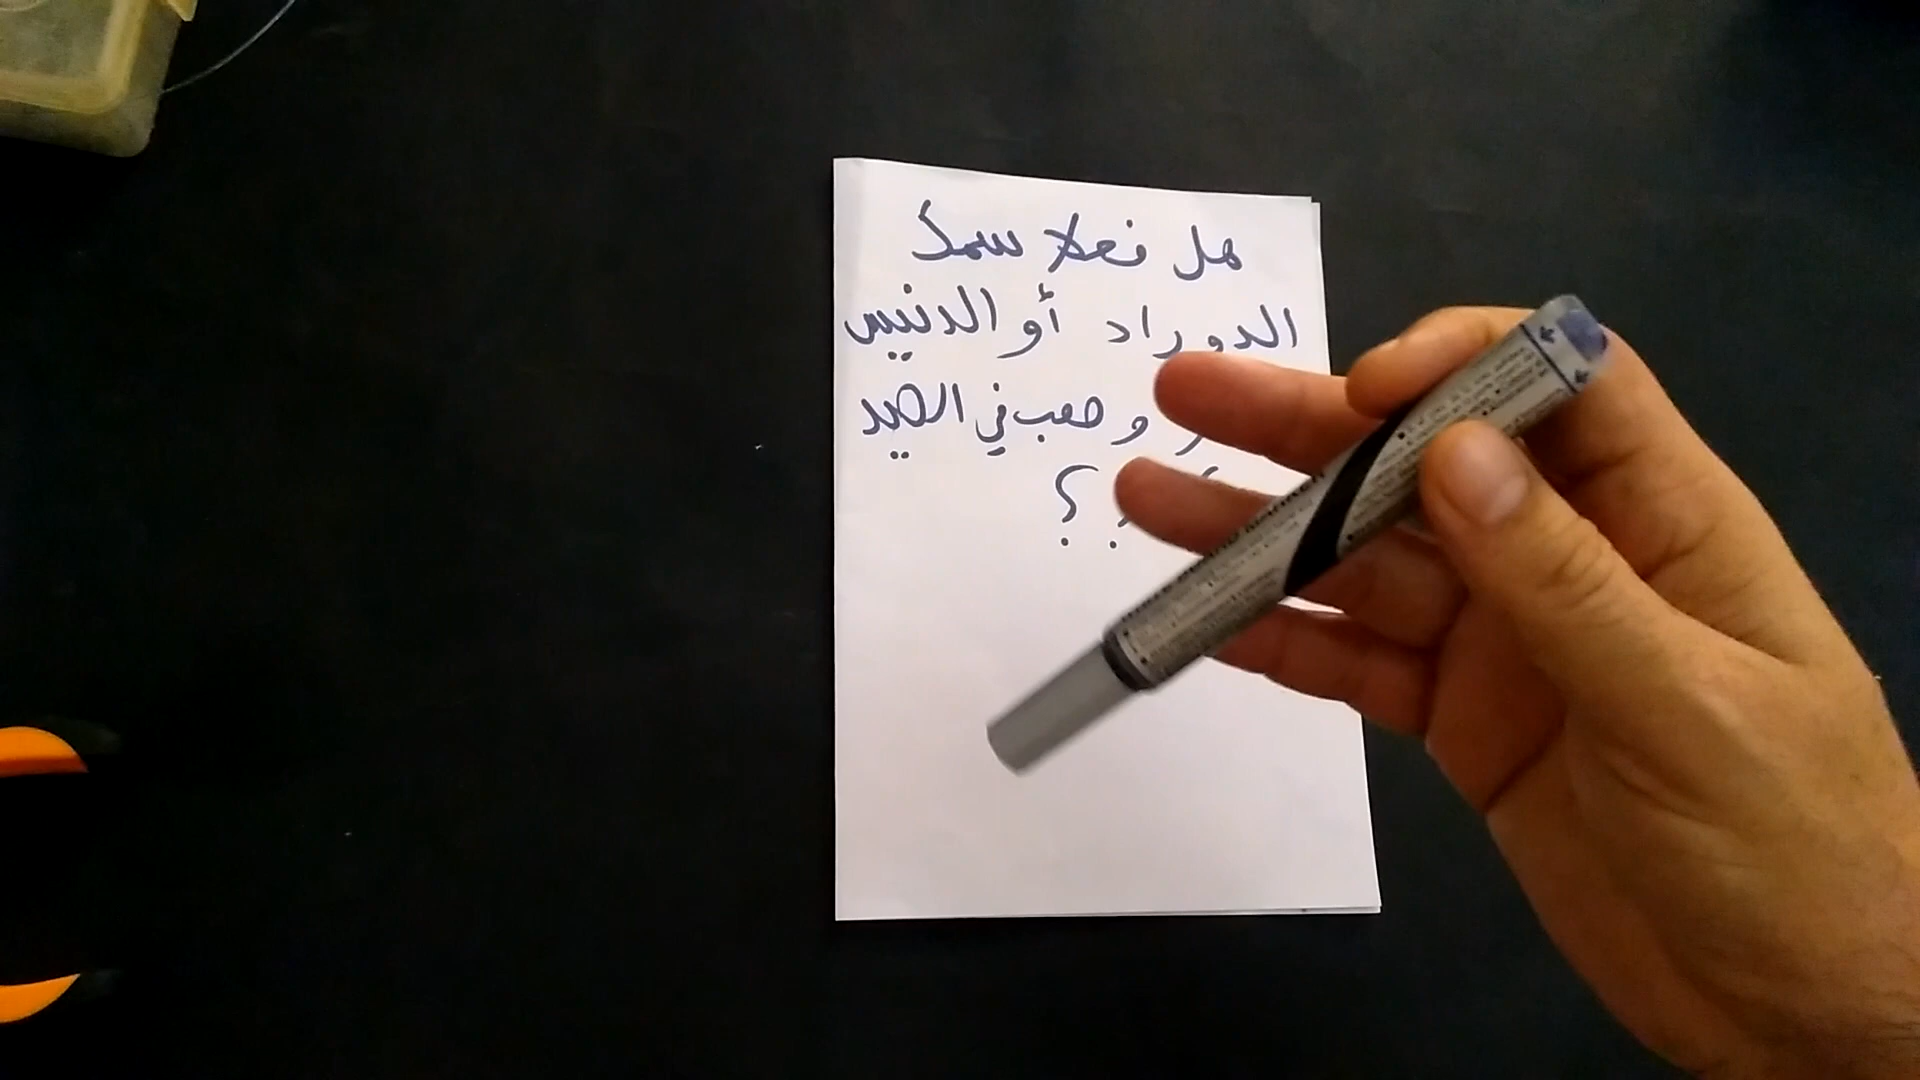 هل فعلا سمك
الدوراد أو الدنيس
و صعب في الصيد
؟ ؟